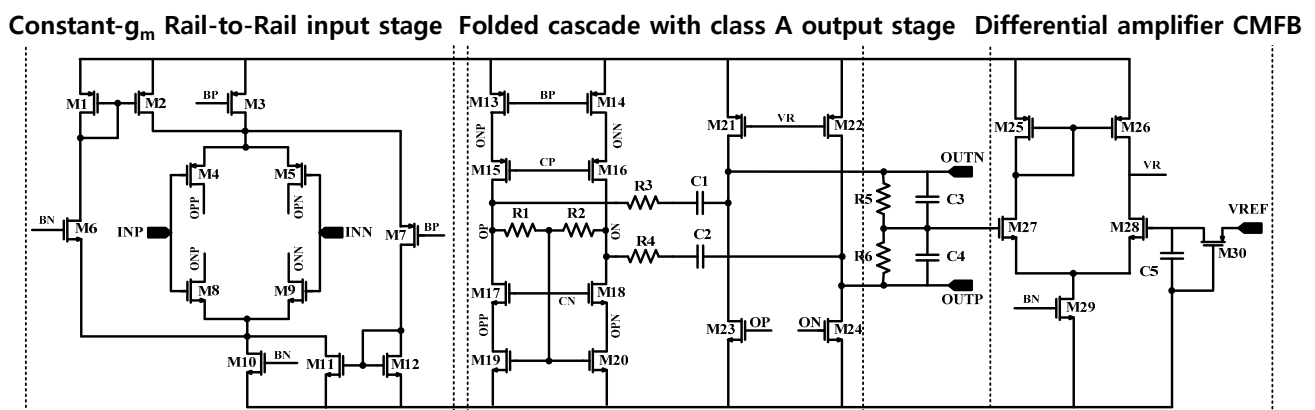 Constant-gm Rail-to-Rail input stage
Folded cascade with class A output stage
Differential amplifier CMFB
M1
M2
BP
M3
M4
M5
OPP
OPN
BN
M6
INP
INN
M7
BP
ONP
ONN
M8
M9
M10
BN
M11
M12
M13
BP
M14
ONP
ONN
M15
CP
M16
R3
C1
R1
R2
OP
ON
R4
C2
M17
M18
CN
OPP
OPN
M19
M20
M21
VR
M22
OUTN
R5
C3
R6
C4
OUTP
M23
OP
ON
M24
M25
M26
VR
VREF
M27
M28
C5
M30
BN
M29